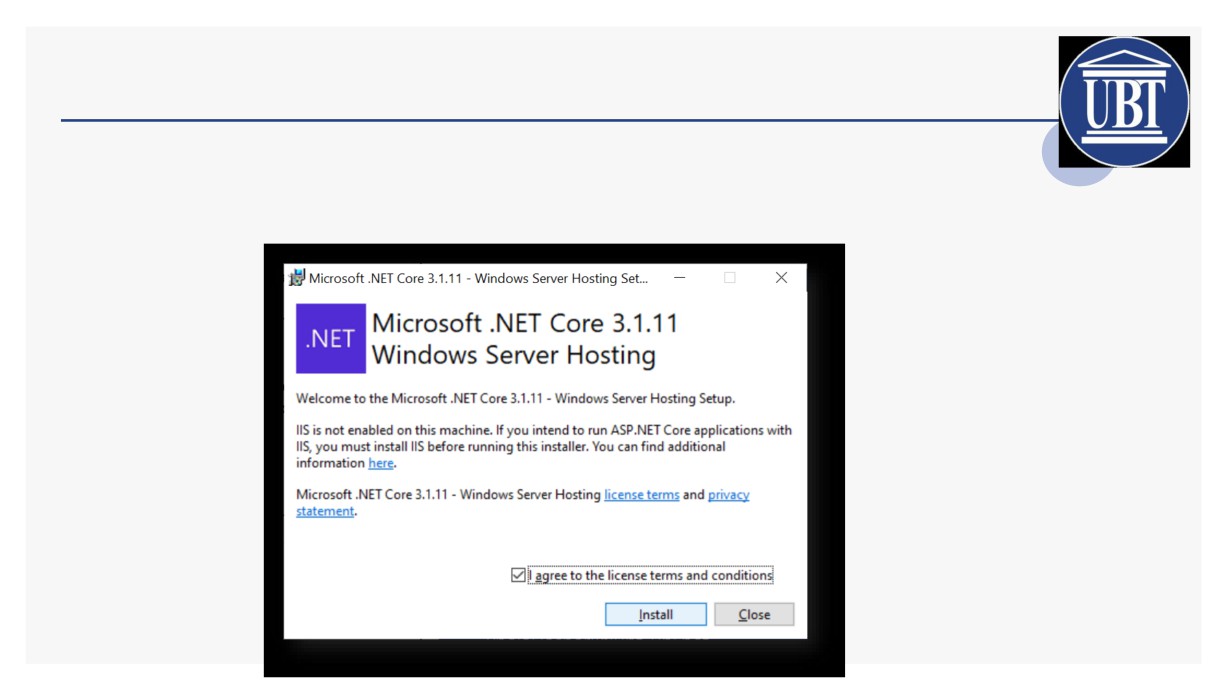 UBT
Microsoft .NET Core 3.1.11 - Windows Server Hosting Set...
.NET
Microsoft .NET Core 3.1.11
Windows Server Hosting
Welcome to the Microsoft .NET Core 3.1.11 - Windows Server Hosting Setup.
IIS is not enabled on this machine. If you intend to run ASP.NET Core applications with
IIS, you must install IIS before running this installer. You can find additional
information here.
Microsoft .NET Core 3.1.11 - Windows Server Hosting license terms and privacy
statement.
I agree to the license terms and conditions
Install
Close